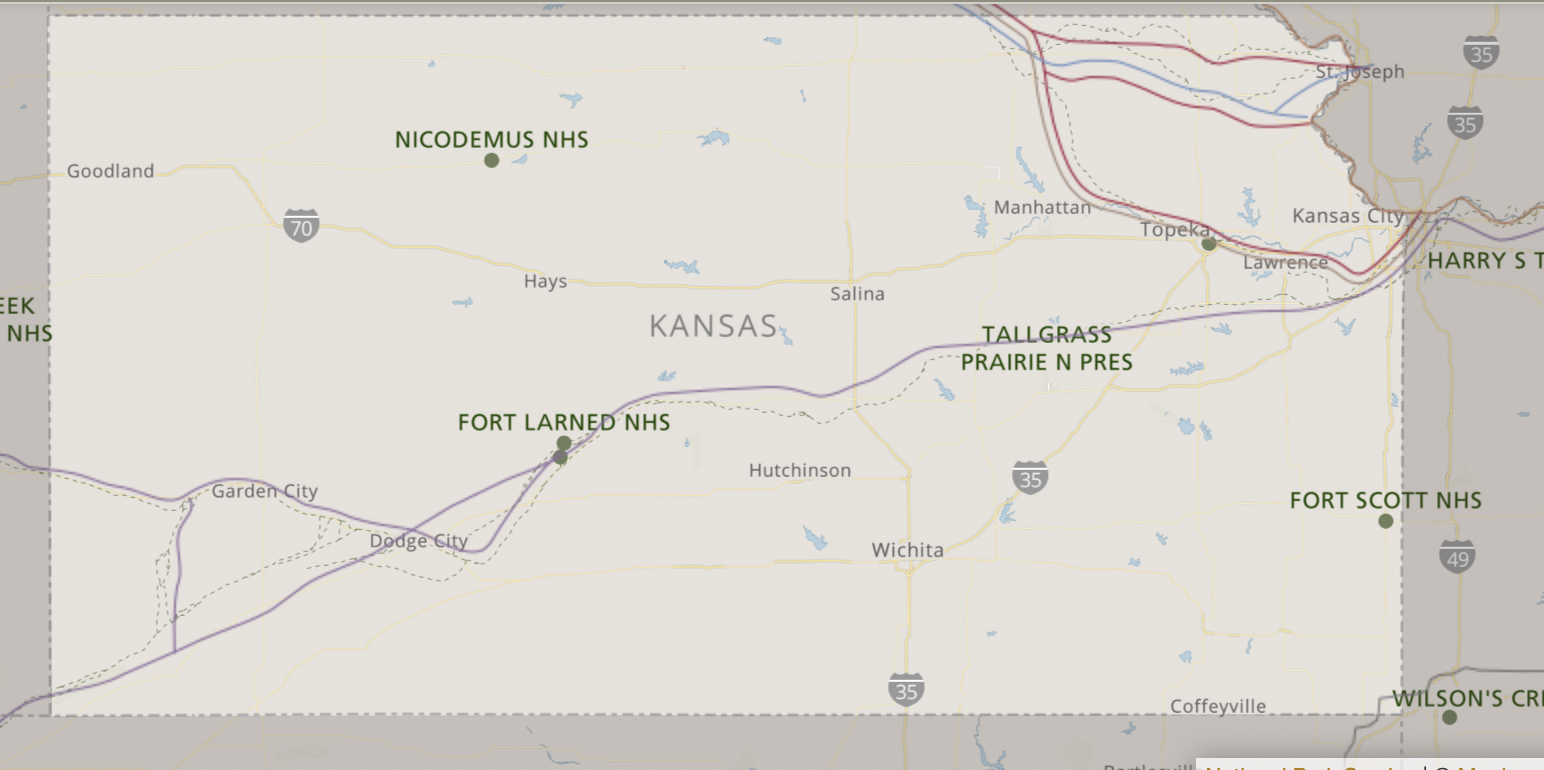 35
St. Joseph
35
NICODEMUS NHS
Goodland
70
Manhattan
Kansas City
Topeka
Lawrence
HARRY S T
Hays
Salina
EEK
NHS
KANSAS
TALLGRASS
PRAIRIE N PRES
FORT LARNED NHS
Hutchinson
35
Garden City
FORT SCOTT NHS
Dodge City
Wichita
49
35
WILSON'S CRE
Coffeyville